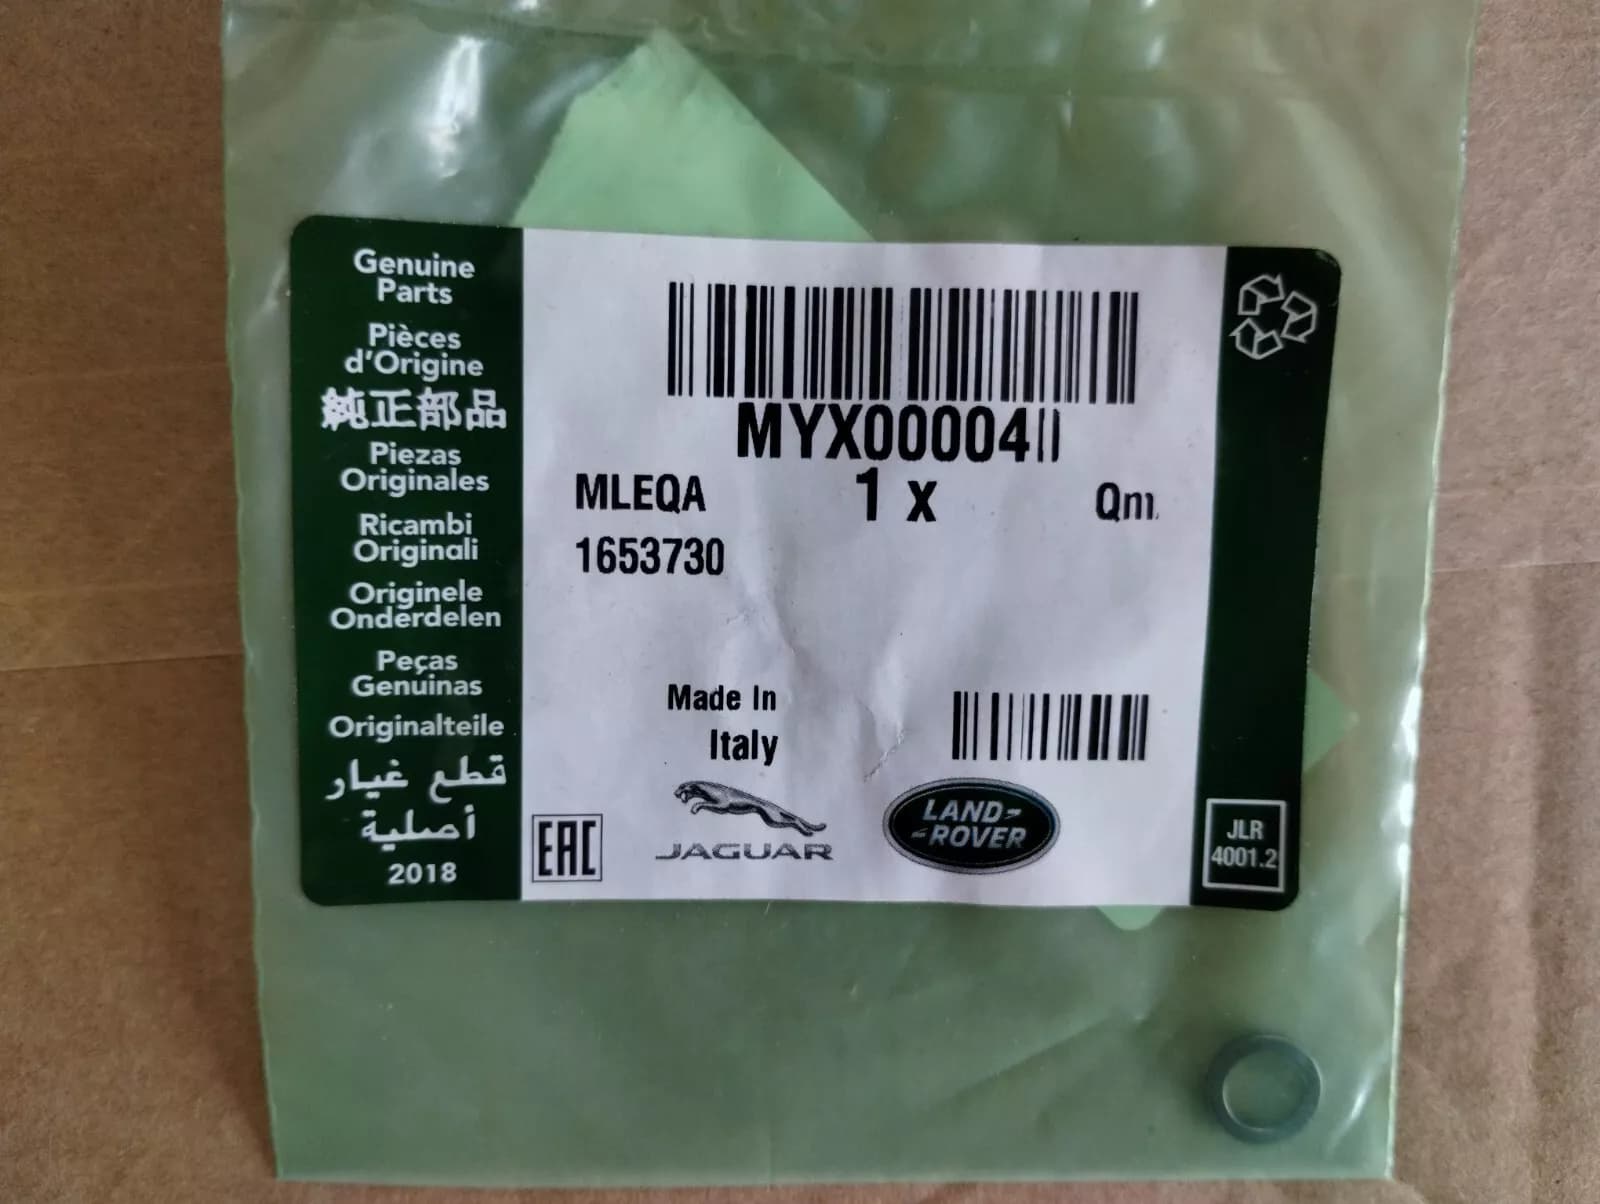 Genuine
Parts
Pièces
d'Origine
純正部品
Piezas
Originales
Ricambi
Originali
Originele
Onderdelen
Peças
Genuinas
Originalteile
قطع غيار
أصلية
2018
MLEQA
1 x
1653730
Made In
Italy
EAC
JAGUAR
LAND-
-ROVER
JLR
4001.2